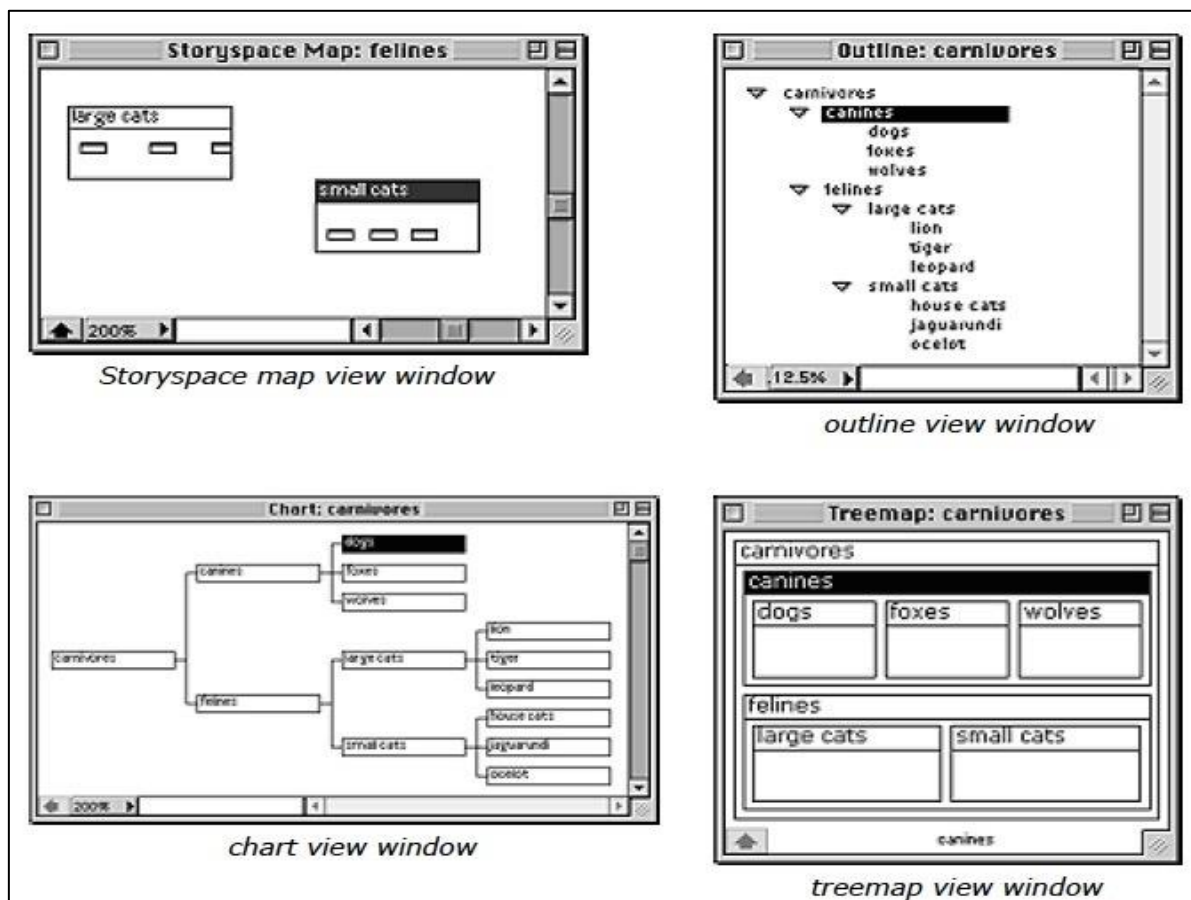 Storyspace Map: felines
large cats
small cats
200%
Storyspace map view window
Outline: carnivores
carnivores
canines
dogs
foxes
wolves
felines
large cats
lion
tiger
leopard
small cats
house cats
jaguarundi
ocelot
12.5%
outline view window
Chart: carnivores
dogs
canines
foxes
wolves
lion
carnivores
large cats
tiger
leopard
felines
house cats
small cats
jaguarundi
ocelot
200%
chart view window
Treemap: carnivores
carnivores
canines
dogs foxes wolves
felines
large cats small cats
canines
treemap view window